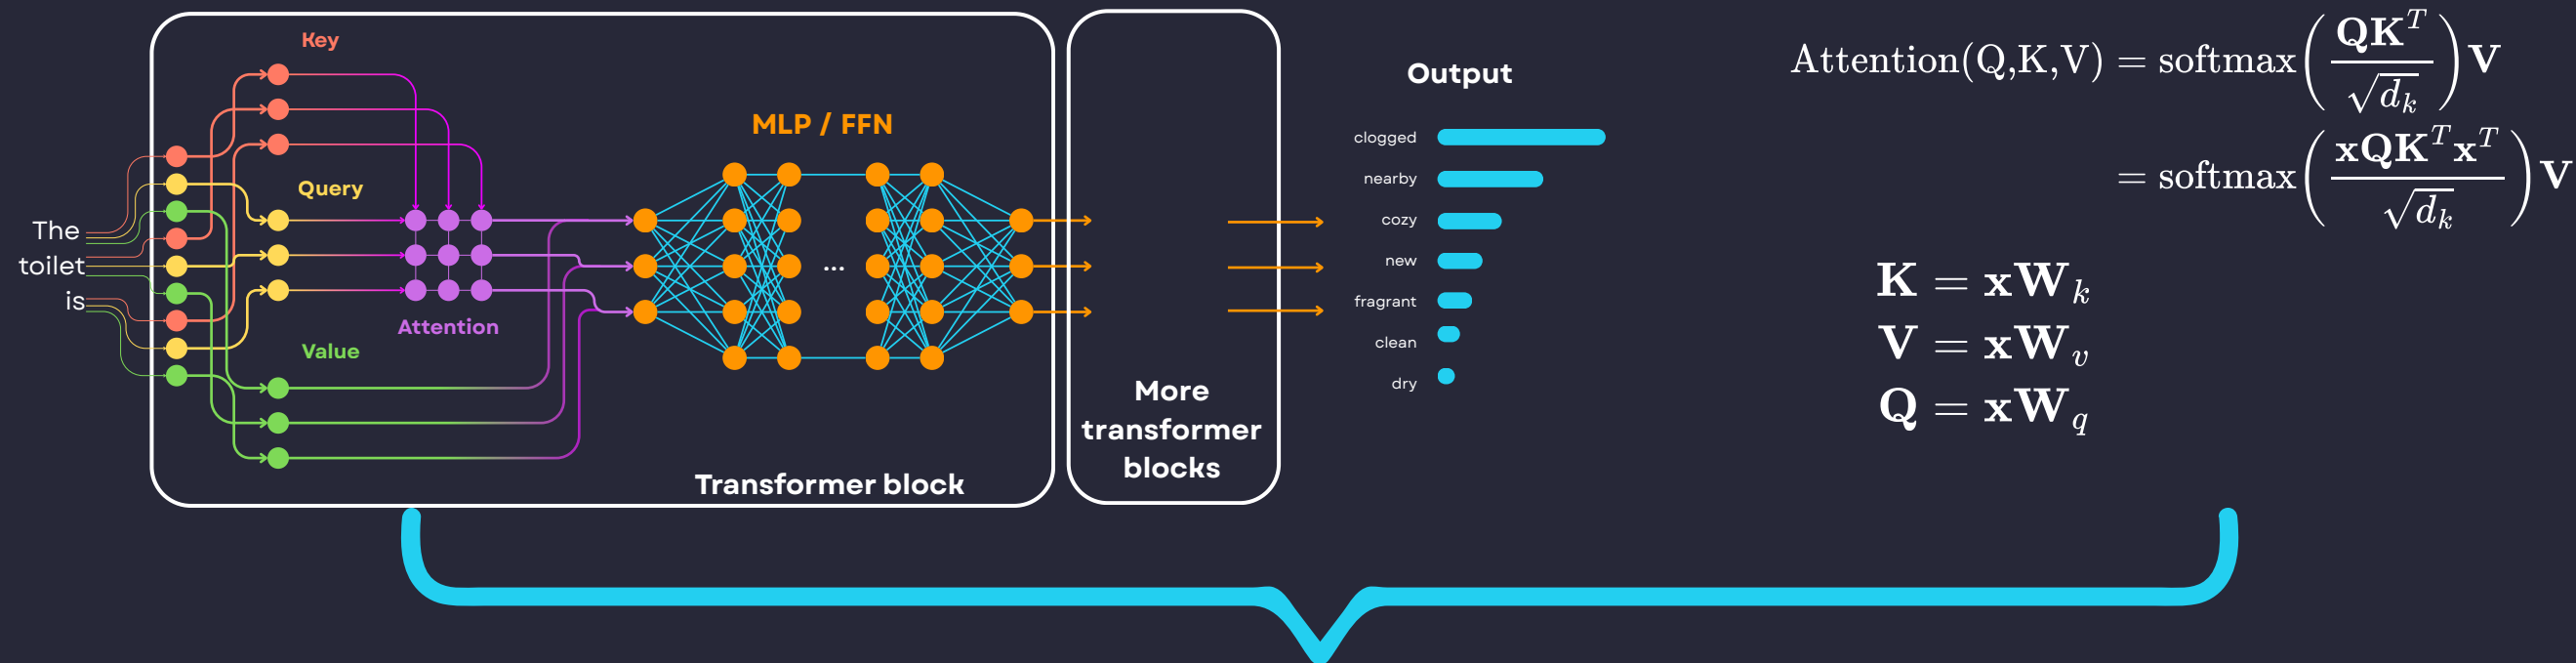 Key
Query
The
toilet
is
Value
Attention
MLP / FFN
...
Transformer block
More
transformer
blocks
Output
clogged
nearby
cozy
new
fragrant
clean
dry
Attention(Q,K,V) = softmax(QK^T / √d_k) V
= softmax(xQK^T x^T / √d_k) V
K = xW_k
V = xW_v
Q = xW_q